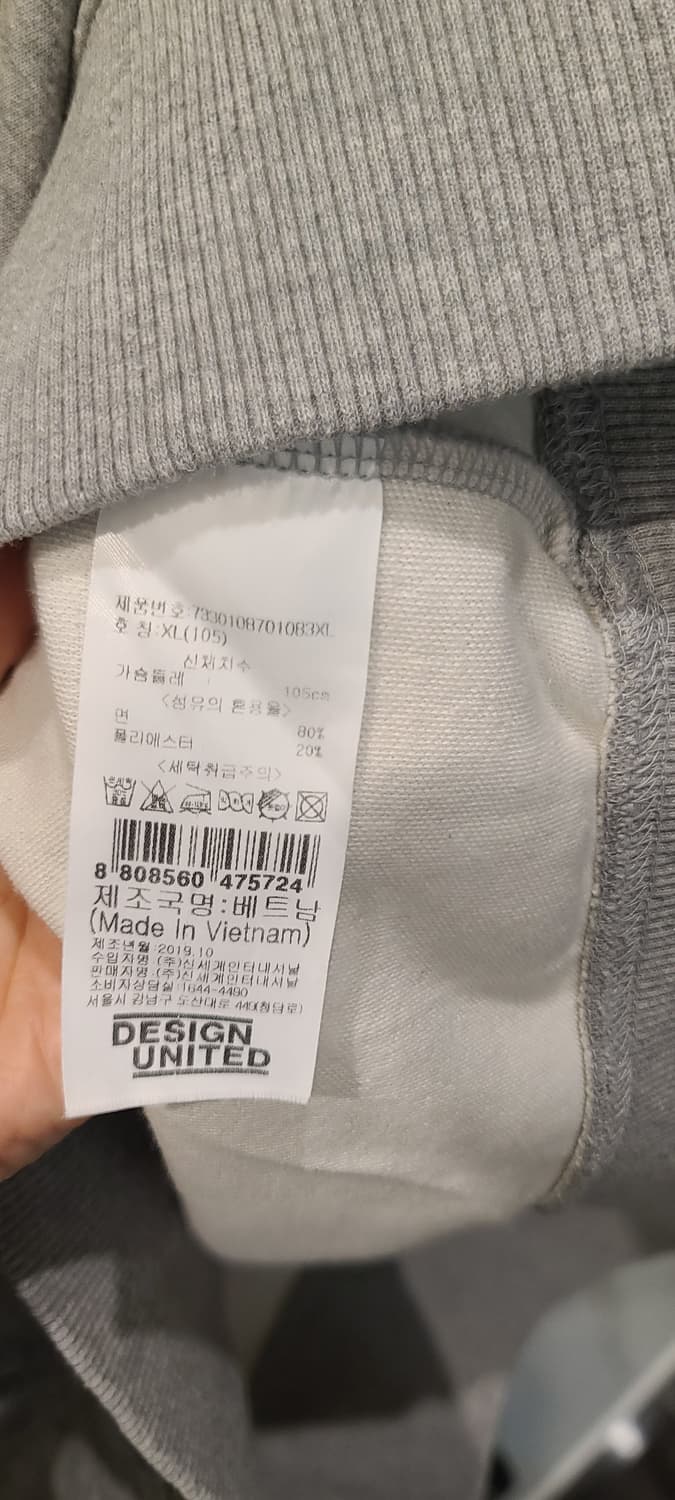 제품번호:7330108701083XL
호 칭:XL(105)
신체치수
가슴둘레 105cm
<섬유의 혼용율>
면 80%
폴리에스터 20%
<세탁취급주의>
8 808560 475724
제조국명:베트남
(Made In Vietnam)
제조년월:2019.10
수입자명:(주)신세계인터내셔날
판매자명:(주)신세계인터내셔날
소비자상담실:1644-4490
서울시 강남구 도산대로 449(청담로)
DESIGN
UNITED